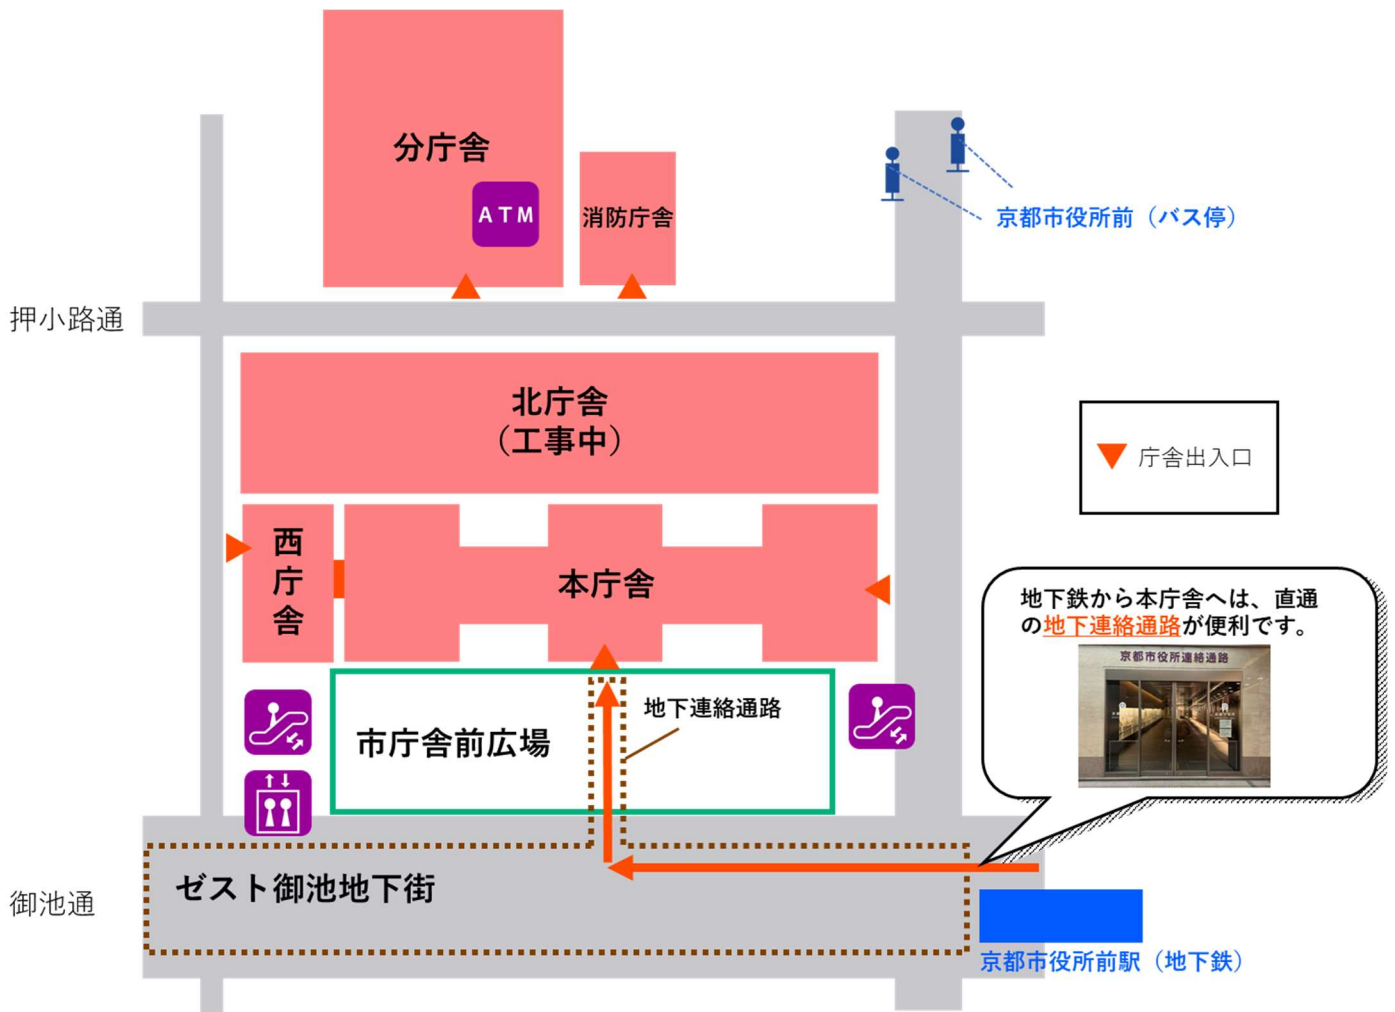 分庁舎
ATM
消防庁舎
京都市役所前（バス停）
押小路通
北庁舎
（工事中）
庁舎出入口
西庁舎
本庁舎
地下鉄から本庁舎へは、直通
の地下連絡通路が便利です。
京都市役所連絡通路
地下連絡通路
市庁舎前広場
ゼスト御池地下街
御池通
京都市役所前駅（地下鉄）